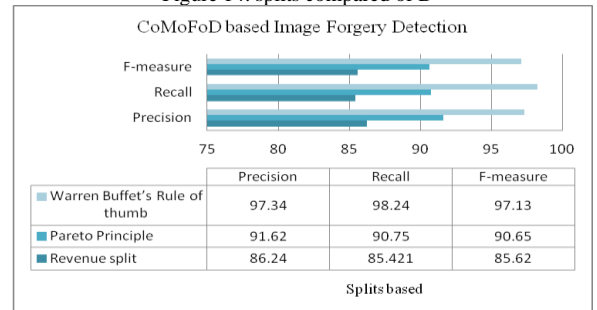 CoMoFoD based Image Forgery Detection
F-measure
Recall
Precision
75 80 85 90 95 100
Precision Recall F-measure
Warren Buffet's Rule of thumb 97.34 98.24 97.13
Pareto Principle 91.62 90.75 90.65
Revenue split 86.24 85.421 85.62
Splits based